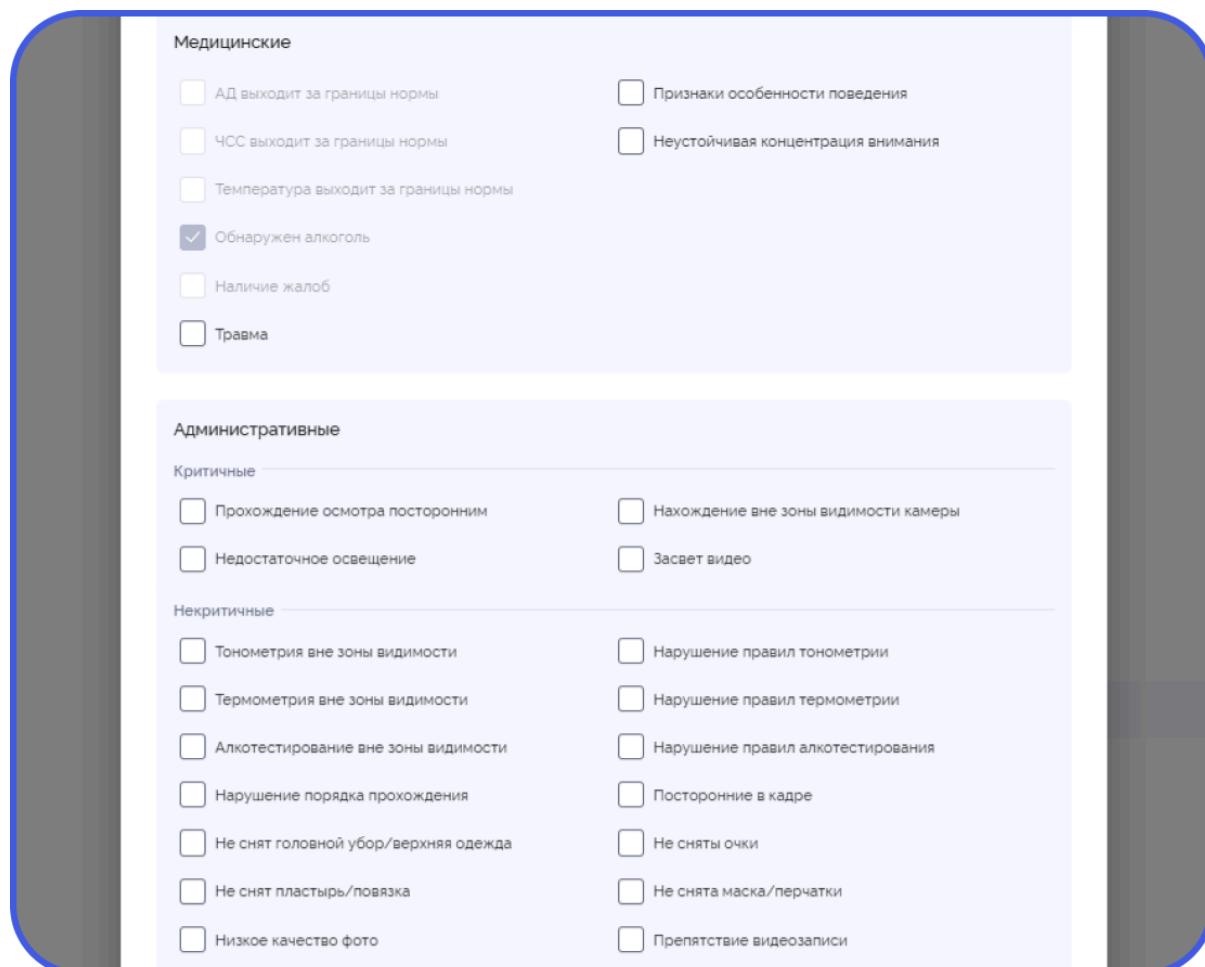 Медицинские
АД выходит за границы нормы
Признаки особенности поведения
ЧСС выходит за границы нормы
Неустойчивая концентрация внимания
Температура выходит за границы нормы
Обнаружен алкоголь
Наличие жалоб
Травма
Административные
Критичные
Прохождение осмотра посторонним
Нахождение вне зоны видимости камеры
Недостаточное освещение
Засвет видео
Некритичные
Тонометрия вне зоны видимости
Нарушение правил тонометрии
Термометрия вне зоны видимости
Нарушение правил термометрии
Алкотестирование вне зоны видимости
Нарушение правил алкотестирования
Нарушение порядка прохождения
Посторонние в кадре
Не снят головной убор/верхняя одежда
Не сняты очки
Не снят пластырь/повязка
Не снята маска/перчатки
Низкое качество фото
Препятствие видеозаписи